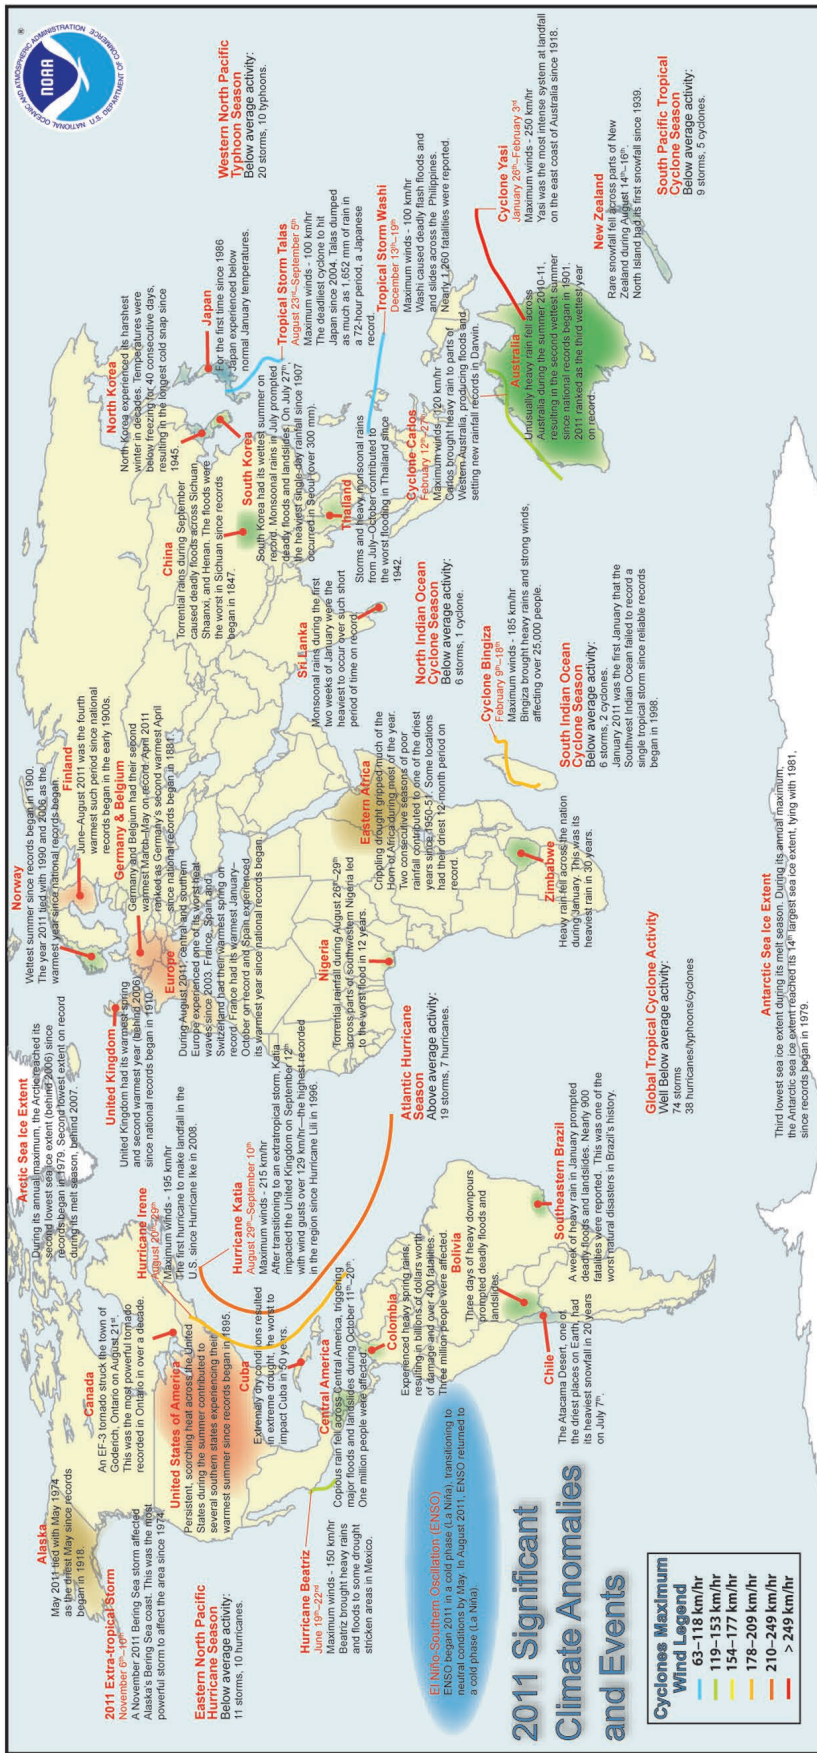 NATIONAL OCEANIC AND ATMOSPHERIC ADMINISTRATION
U.S. DEPARTMENT OF COMMERCE
NOAA
®
Alaska
May 2011 tied with May 1974
as the driest May since records
began in 1918.
2011 Extra-tropical Storm
November 6th–10th
A November 2011 Bering Sea storm affected
Alaska's Bering Sea coast. This was the most
powerful storm to affect the area since 1974.
Canada
An EF-3 tornado struck the town of
Goderich, Ontario on August 21st.
This was the most powerful tornado
recorded in Ontario in over a decade.
Arctic Sea Ice Extent
During its annual maximum, the Arctic reached its
second lowest sea ice extent (behind 2006) since
records began in 1979. Second lowest extent on record
during its melt season, behind 2007.
Norway
Wettest summer since records began in 1900.
The year 2011 tied with 1990 and 2006 as the
warmest year since national records began.
Finland
June–August 2011 was the fourth
warmest such period since national
records began in the early 1900s.
United Kingdom
United Kingdom had its warmest spring
and second warmest year (behind 2006)
since national records began in 1910.
Germany & Belgium
Germany and Belgium had their second
warmest March–May on record. April 2011
ranked as Germany's second warmest April
since national records began in 1881.
Europe
During August 2011, central and southern
Europe experienced one of its worst heat
waves since 2003. France, Spain and
Switzerland had their warmest spring on
record. France had its warmest January–
October on record and Spain experienced
its warmest year since national records began.
North Korea
North Korea experienced its harshest
winter in decades. Temperatures were
below freezing for 40 consecutive days,
resulting in the longest cold snap since
1945.
Japan
For the first time since 1986
Japan experienced below
normal January temperatures.
Western North Pacific
Typhoon Season
Below average activity:
20 storms, 10 typhoons.
China
Torrential rains during September
caused deadly floods across Sichuan,
Shaanxi, and Henan. The floods were
the worst in Sichuan since records
began in 1847.
South Korea
South Korea had its wettest summer on
record. Monsoonal rains in July prompted
deadly floods and landslides. On July 27th,
the heaviest single-day rainfall since 1907
occurred in Seoul (over 300 mm).
Tropical Storm Talas
August 23rd–September 5th
Maximum winds - 100 km/hr
The deadliest cyclone to hit
Japan since 2004. Talas dumped
as much as 1,652 mm of rain in
a 72-hour period, a Japanese
record.
Hurricane Irene
August 20th–29th
Maximum winds - 195 km/hr
The first hurricane to make landfall in the
U.S. since Hurricane Ike in 2008.
United States of America
Persistent, scorching heat across the United
States during the summer contributed to
several southern states experiencing their
warmest summer since records began in 1895.
Eastern North Pacific
Hurricane Season
Below average activity:
11 storms, 10 hurricanes.
Hurricane Katia
August 29th–September 10th
Maximum winds - 215 km/hr
After transitioning to an extratropical storm, Katia
impacted the United Kingdom on September 12th
with wind gusts over 129 km/hr—the highest recorded
in the region since Hurricane Lili in 1996.
Cuba
Extremely dry conditions resulted
in extreme drought, the worst to
impact Cuba in 50 years.
Hurricane Beatriz
June 19th–22nd
Maximum winds - 150 km/hr
Beatriz brought heavy rains
and floods to some drought
stricken areas in Mexico.
Central America
Copious rain fell across Central America, triggering
major floods and landslides during October 11th–20th.
One million people were affected.
Colombia
Experienced heavy spring rains,
resulting in billions of dollars worth
of damage and over 400 fatalities.
Three million people were affected.
Nigeria
Torrential rainfall during August 26th–29th
across parts of southwestern Nigeria led
to the worst flood in 12 years.
Eastern Africa
Crippling drought gripped much of the
Horn of Africa during most of the year.
Two consecutive seasons of poor
rainfall contributed to one of the driest
years since 1950-51. Some locations
had their driest 12-month period on
record.
Sri Lanka
Monsoonal rains during the first
two weeks of January were the
heaviest to occur over such short
period of time on record.
Thailand
Storms and heavy monsoonal rains
from July–October contributed to
the worst flooding in Thailand since
1942.
Tropical Storm Washi
December 13th–19th
Maximum winds - 100 km/hr
Washi caused deadly flash floods and
and slides across the Philippines.
Nearly 1,260 fatalities were reported.
Atlantic Hurricane
Season
Above average activity:
19 storms, 7 hurricanes.
North Indian Ocean
Cyclone Season
Below average activity:
6 storms, 1 cyclone.
Cyclone Carlos
February 12th–27th
Maximum winds - 120 km/hr
Carlos brought heavy rain to parts of
Western Australia, producing floods and
setting new rainfall records in Darwin.
Cyclone Yasi
January 26th–February 3rd
Maximum winds - 250 km/hr
Yasi was the most intense system at landfall
on the east coast of Australia since 1918.
El Niño-Southern Oscillation (ENSO)
ENSO began 2011 in a cold phase (La Niña), transitioning to
neutral conditions by May. In August 2011, ENSO returned to
a cold phase (La Niña).
Bolivia
Three days of heavy downpours
prompted deadly floods and
landslides.
Cyclone Bingiza
February 9th–18th
Maximum winds - 185 km/hr
Bingiza brought heavy rains and strong winds,
affecting over 25,000 people.
Australia
Unusually heavy rain fell across
Australia during the summer 2010-11,
resulting in the second wettest summer
since national records began in 1901.
2011 ranked as the third wettest year
on record.
Chile
The Atacama Desert, one of
the driest places on Earth, had
its heaviest snowfall in 20 years
on July 7th.
Southeastern Brazil
A week of heavy rain in January prompted
deadly floods and landslides. Nearly 900
fatalities were reported. This was one of the
worst natural disasters in Brazil's history.
Zimbabwe
Heavy rain fell across the nation
during January. This was its
heaviest rain in 30 years.
South Indian Ocean
Cyclone Season
Below average activity:
6 storms, 2 cyclones.
January 2011 was the first January that the
Southwest Indian Ocean failed to record a
single tropical storm since reliable records
began in 1998.
New Zealand
Rare snowfall fell across parts of New
Zealand during August 14th–16th.
North Island had its first snowfall since 1939.
South Pacific Tropical
Cyclone Season
Below average activity:
9 storms, 5 cyclones.
Global Tropical Cyclone Activity
Well Below average activity:
74 storms
38 hurricanes/typhoons/cyclones
Antarctic Sea Ice Extent
Third lowest sea ice extent during its melt season. During its annual maximum,
the Antarctic sea ice extent reached its 14th largest sea ice extent, tying with 1981,
since records began in 1979.
2011 Significant
Climate Anomalies
and Events
Cyclones Maximum
Wind Legend
63–118 km/hr
119–153 km/hr
154–177 km/hr
178–209 km/hr
210–249 km/hr
> 249 km/hr